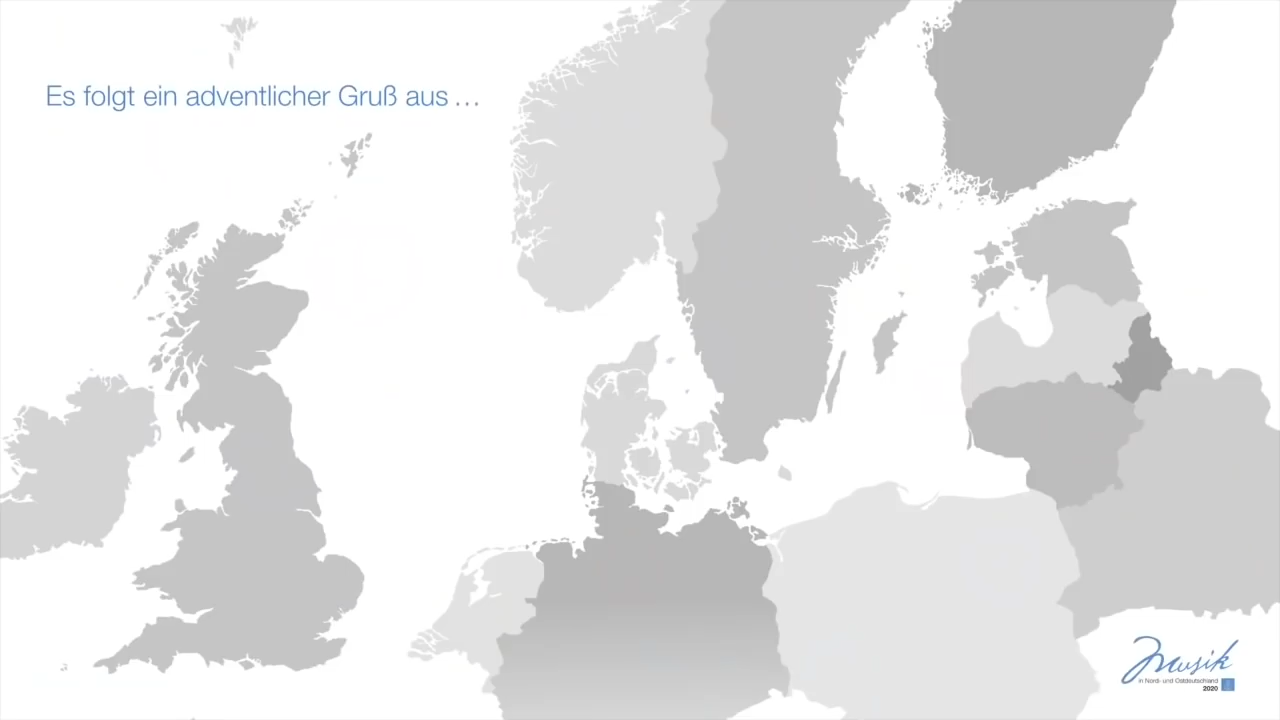 Es folgt ein adventlicher Gruß aus ...
Musik
in Nord- und Ostdeutschland
2020